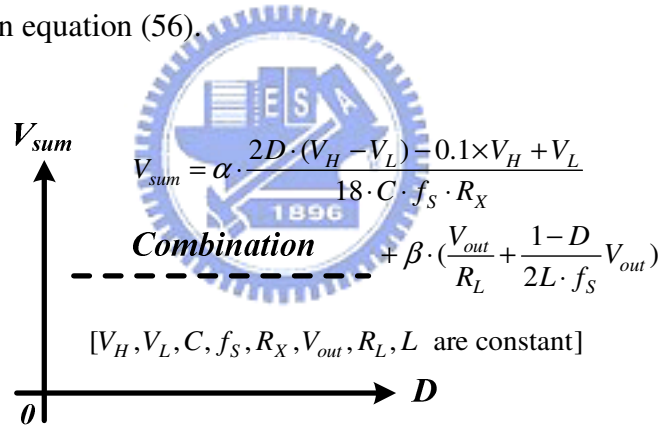 n equation (56).
E S A
V_sum
V_sum = α · (2D · (V_H − V_L) − 0.1 × V_H + V_L) / (18 · C · f_S · R_X)
1896
Combination
+ β · (V_out / R_L + (1 − D) / (2L · f_S) V_out)
[V_H , V_L , C , f_S , R_X , V_out , R_L , L are constant]
D
0